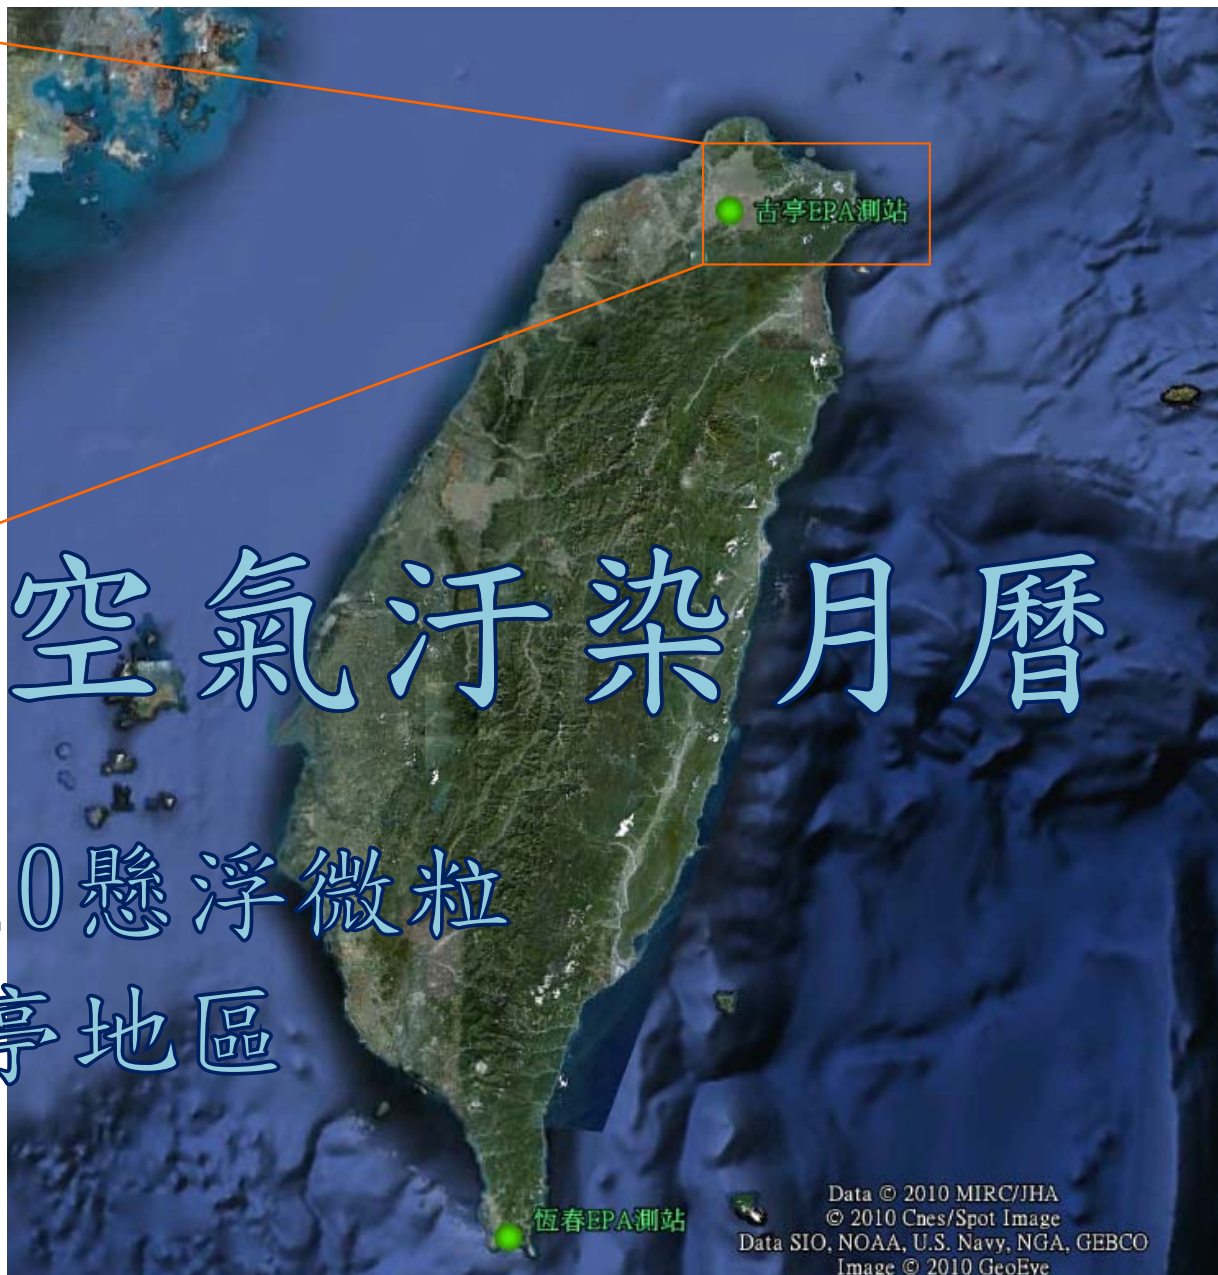 古亭EPA測站
空氣汙染月曆
0懸浮微粒
亭地區
恆春EPA測站
Data © 2010 MIRC/JHA
© 2010 Cnes/Spot Image
Data SIO, NOAA, U.S. Navy, NGA, GEBCO
Image © 2010 GeoEye